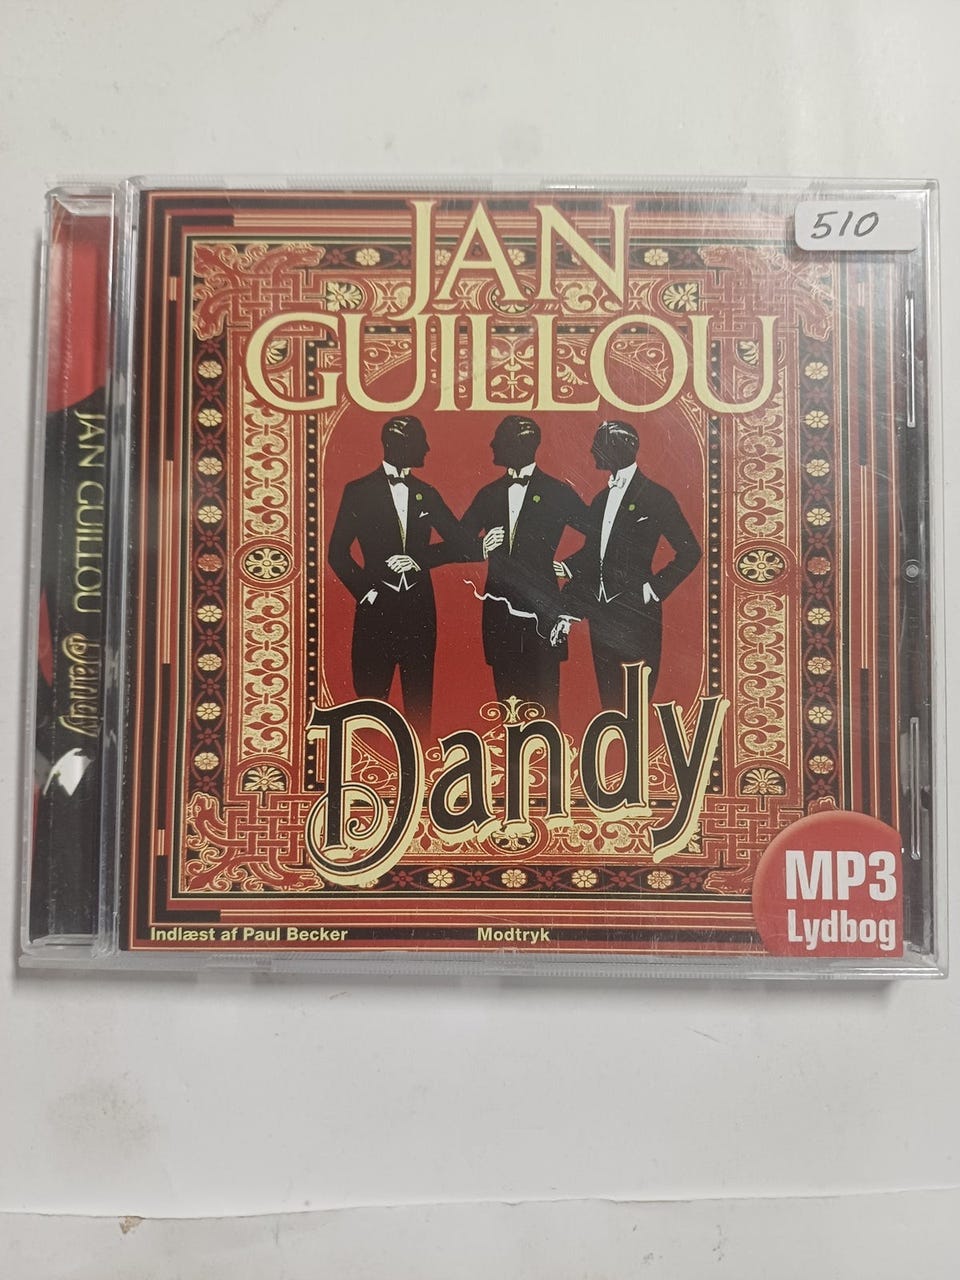 JAN
GUILLOU
510
JAN GUILLOU Dandy
Dandy
MP3
Lydbog
Indlæst af Paul Becker
Modtryk